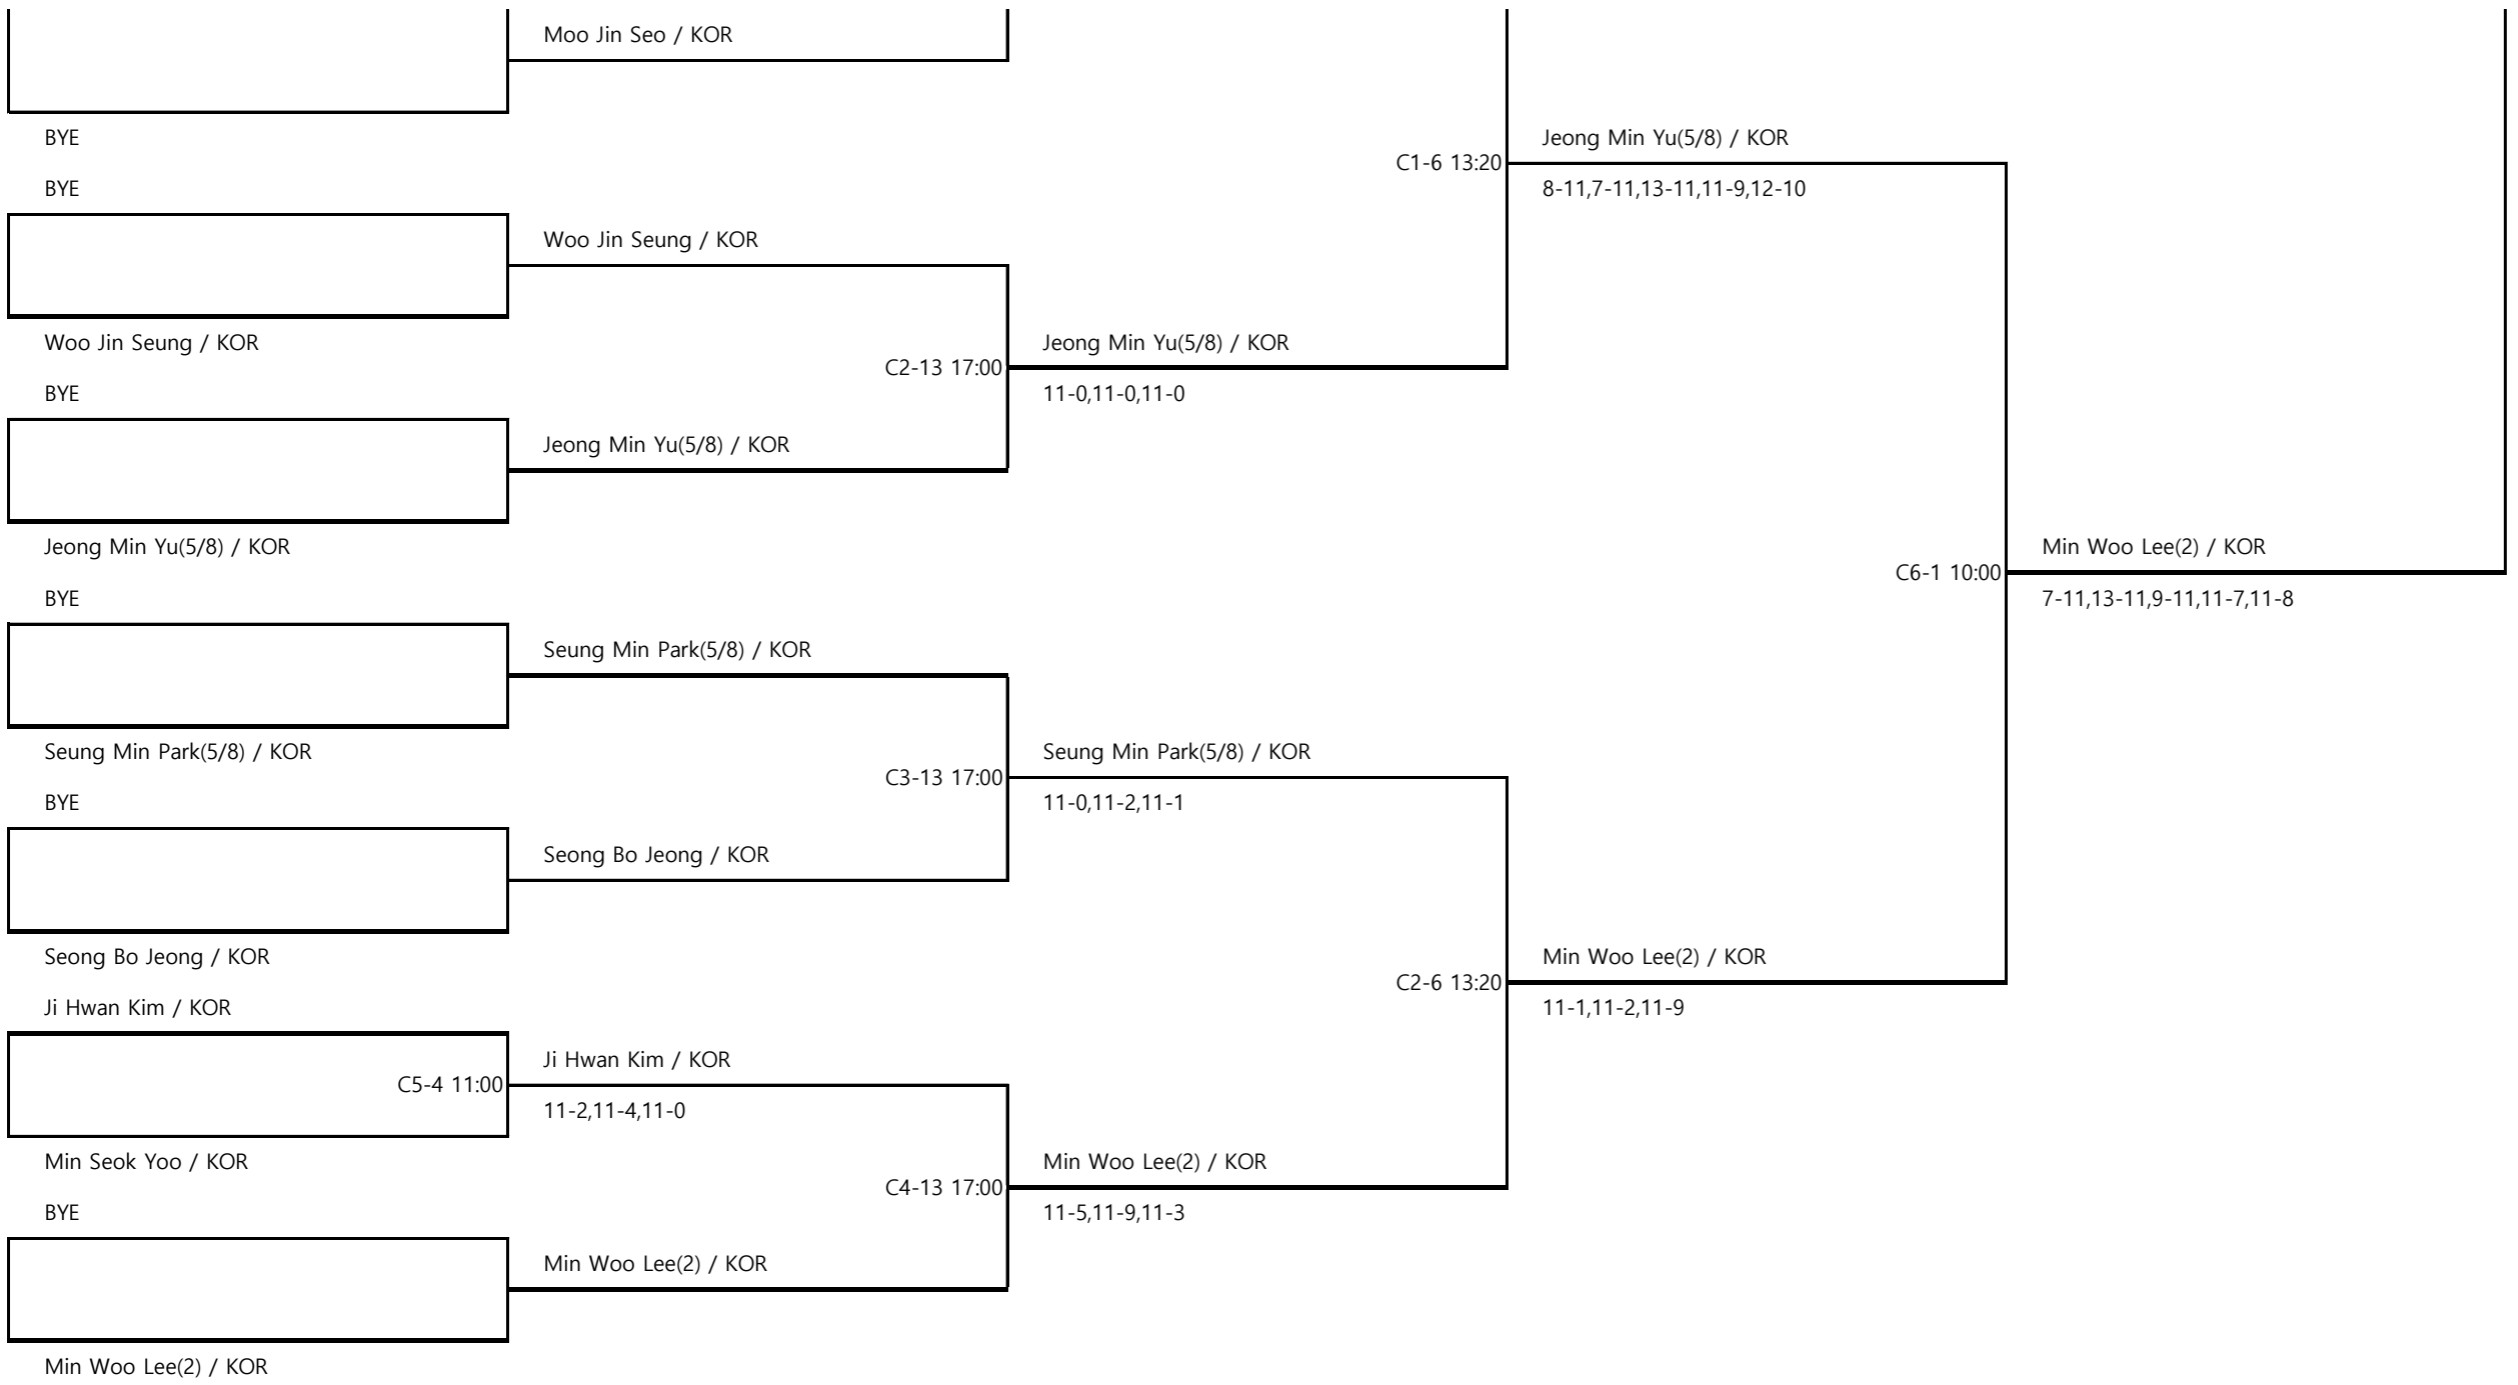 Moo Jin Seo / KOR
BYE
Jeong Min Yu(5/8) / KOR
C1-6 13:20
BYE
8-11,7-11,13-11,11-9,12-10
Woo Jin Seung / KOR
Woo Jin Seung / KOR
Jeong Min Yu(5/8) / KOR
C2-13 17:00
BYE
11-0,11-0,11-0
Jeong Min Yu(5/8) / KOR
Jeong Min Yu(5/8) / KOR
Min Woo Lee(2) / KOR
C6-1 10:00
BYE
7-11,13-11,9-11,11-7,11-8
Seung Min Park(5/8) / KOR
Seung Min Park(5/8) / KOR
Seung Min Park(5/8) / KOR
C3-13 17:00
BYE
11-0,11-2,11-1
Seong Bo Jeong / KOR
Seong Bo Jeong / KOR
Min Woo Lee(2) / KOR
C2-6 13:20
Ji Hwan Kim / KOR
11-1,11-2,11-9
Ji Hwan Kim / KOR
C5-4 11:00
11-2,11-4,11-0
Min Seok Yoo / KOR
Min Woo Lee(2) / KOR
C4-13 17:00
BYE
11-5,11-9,11-3
Min Woo Lee(2) / KOR
Min Woo Lee(2) / KOR